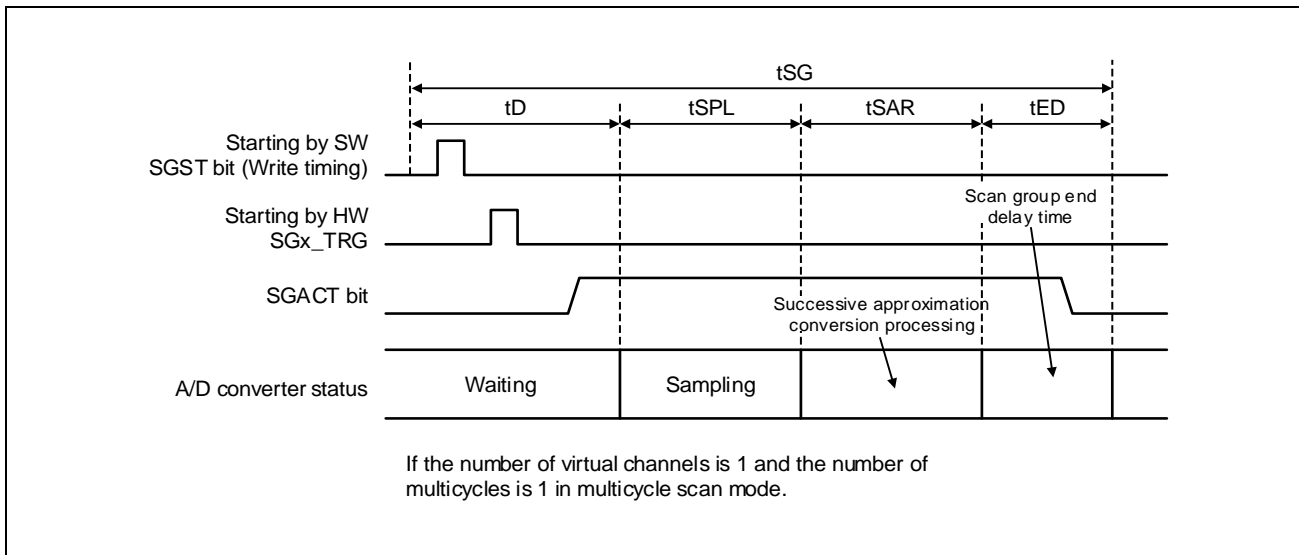 tSG
tD
tSPL
tSAR
tED
Starting by SW
SGST bit (Write timing)
Scan group end
delay time
Starting by HW
SGx_TRG
SGACT bit
Successive approximation
conversion processing
A/D converter status
Waiting
Sampling
If the number of virtual channels is 1 and the number of
multicycles is 1 in multicycle scan mode.